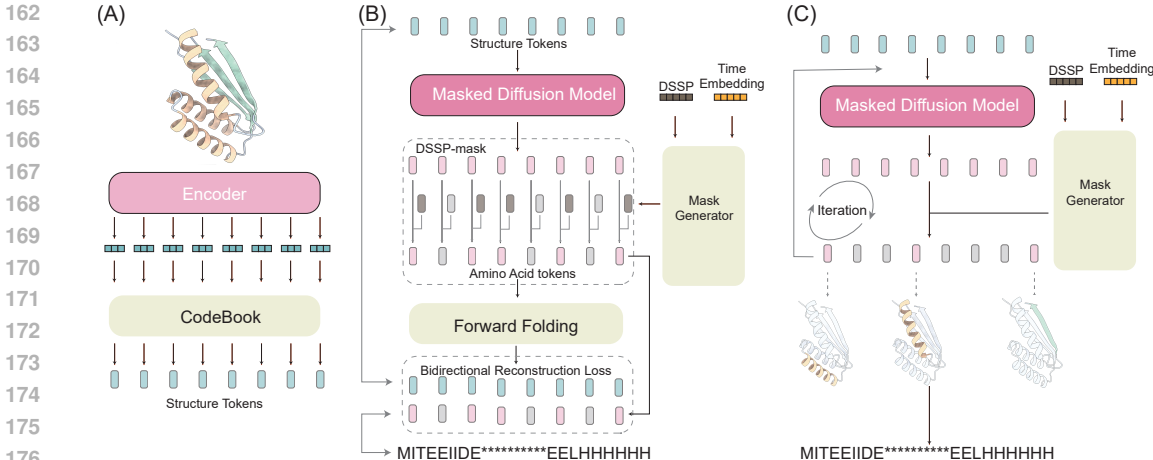 162
163
164
165
166
167
168
169
170
171
172
173
174
175
176
(A)
Encoder
CodeBook
Structure Tokens
(B)
Structure Tokens
Masked Diffusion Model
DSSP
Time
Embedding
DSSP-mask
Mask
Generator
Amino Acid tokens
Forward Folding
Bidirectional Reconstruction Loss
MITEEIIDE**********EELHHHHHHH
(C)
Masked Diffusion Model
DSSP
Time
Embedding
Mask
Generator
Iteration
MITEEIIDE**********EELHHHHHHH